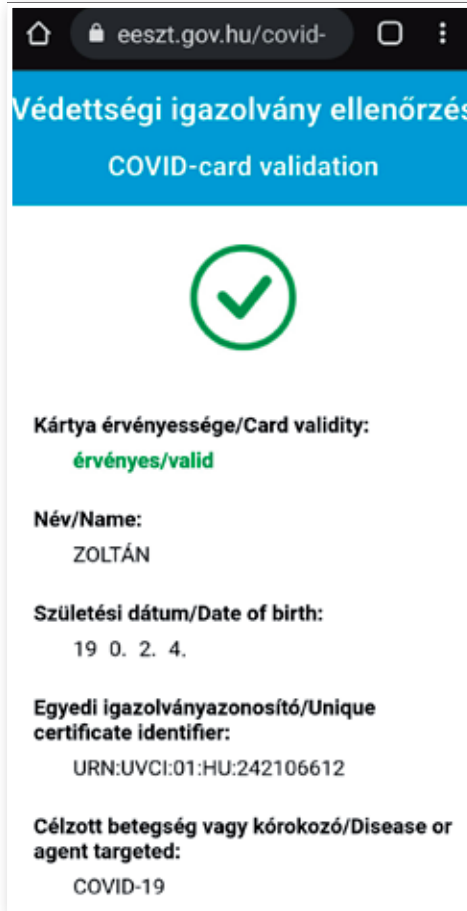 eeszt.gov.hu/covid-
Védettségi igazolvány ellenőrzés
COVID-card validation
Kártya érvényessége/Card validity:
érvényes/valid
Név/Name:
ZOLTÁN
Születési dátum/Date of birth:
19 0. 2. 4.
Egyedi igazolványazonosító/Unique
certificate identifier:
URN:UVCI:01:HU:242106612
Célzott betegség vagy kórokozó/Disease or
agent targeted:
COVID-19